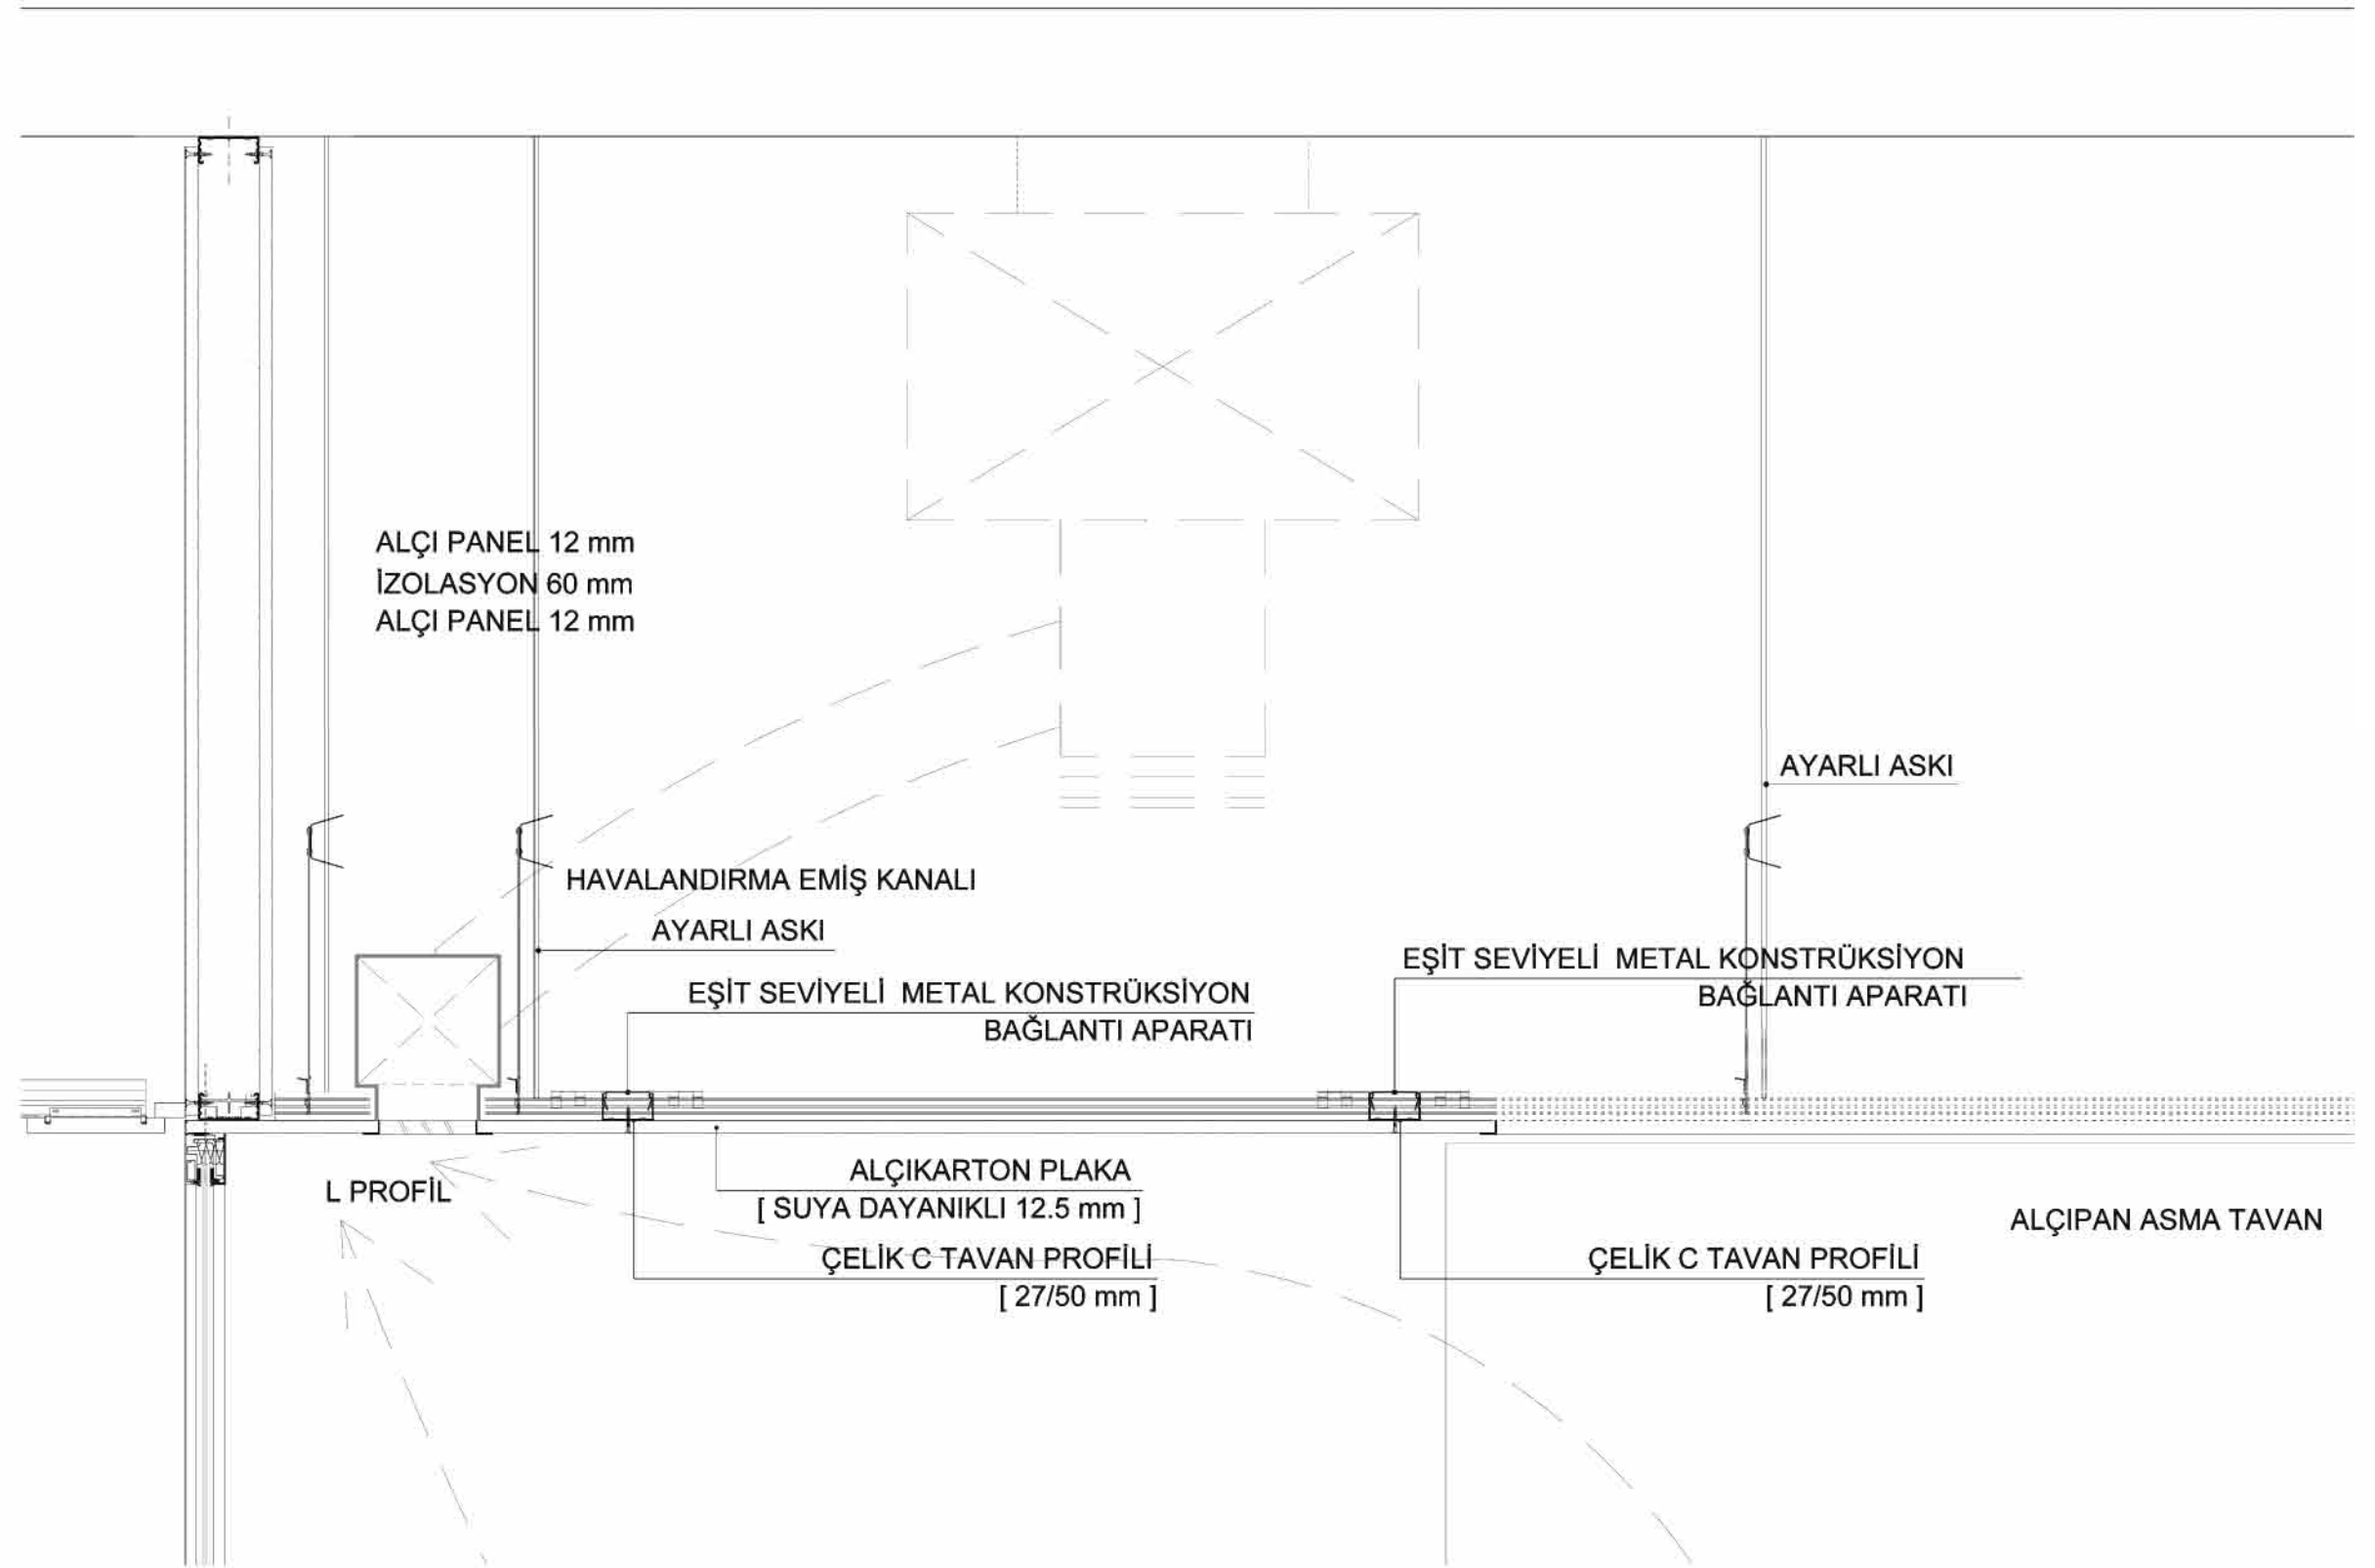 ALÇI PANEL 12 mm
İZOLASYON 60 mm
ALÇI PANEL 12 mm
AYARLI ASKI
HAVALANDIRMA EMİŞ KANALI
AYARLI ASKI
EŞİT SEVİYELİ METAL KONSTRÜKSİYON
BAĞLANTI APARATI
EŞİT SEVİYELİ METAL KONSTRÜKSİYON
BAĞLANTI APARATI
L PROFİL
ALÇIKARTON PLAKA
[ SUYA DAYANIKLI 12.5 mm ]
ÇELİK C TAVAN PROFİLİ
[ 27/50 mm ]
ALÇIPAN ASMA TAVAN
ÇELİK C TAVAN PROFİLİ
[ 27/50 mm ]